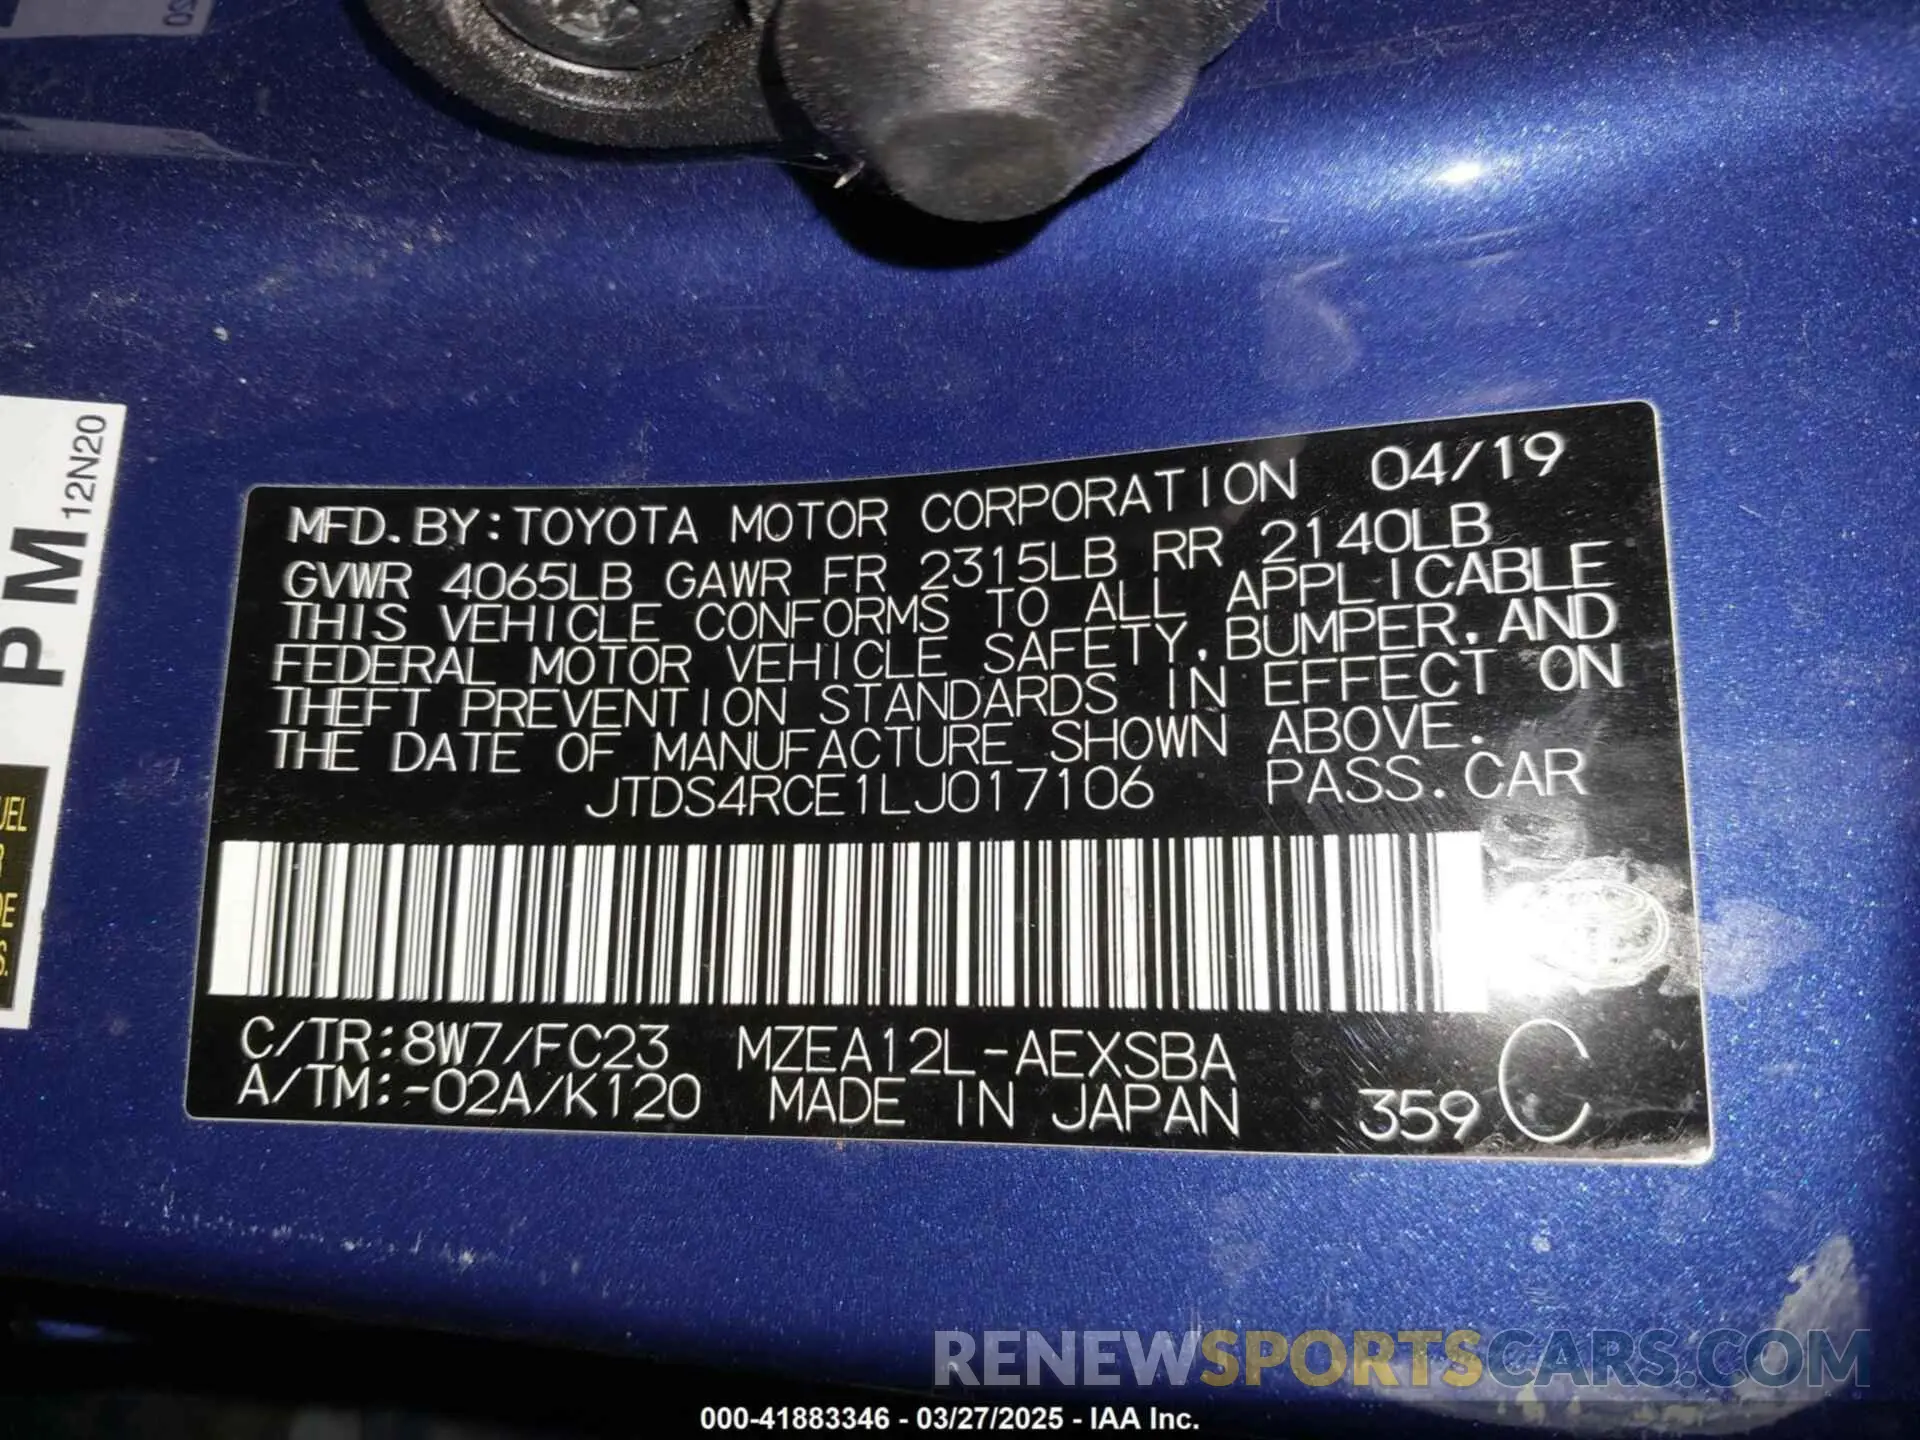 20
PM 12N20
UEL
DE
S.
MFD. BY: TOYOTA MOTOR CORPORATION 04/19
GVWR 4065LB GAWR FR 2315LB RR 2140LB
THIS VEHICLE CONFORMS TO ALL APPLICABLE
FEDERAL MOTOR VEHICLE SAFETY, BUMPER, AND
THEFT PREVENTION STANDARDS IN EFFECT ON
THE DATE OF MANUFACTURE SHOWN ABOVE.
JTDS4RCE1LJ017106 PASS. CAR
C/TR: 8W7/FC23 MZEA12L-AEXSBA
A/TM: -02A/K120 MADE IN JAPAN 359 C
RENEWSPORTSCARS.COM
000-41883346 - 03/27/2025 - IAA Inc.